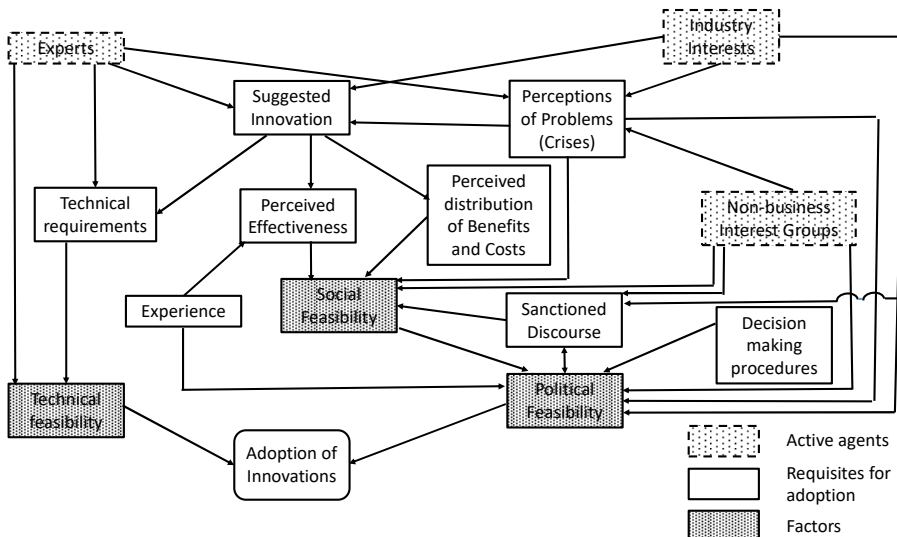 Experts
Industry
Interests
Suggested
Innovation
Perceptions
of Problems
(Crises)
Technical
requirements
Perceived
Effectiveness
Perceived
distribution
of Benefits
and Costs
Non-business
Interest Groups
Experience
Social
Feasibility
Sanctioned
Discourse
Decision
making
procedures
Technical
feasibility
Political
Feasibility
Adoption of
Innovations
Active agents
Requisites for
adoption
Factors